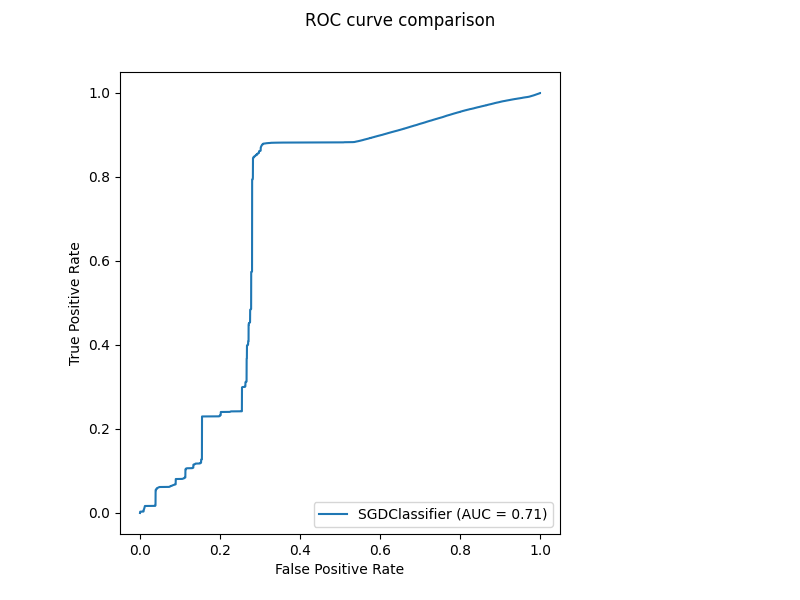 ROC curve comparison
1.0
0.8
0.6
0.4
0.2
0.0
True Positive Rate
SGDClassifier (AUC = 0.71)
0.0 0.2 0.4 0.6 0.8 1.0
False Positive Rate